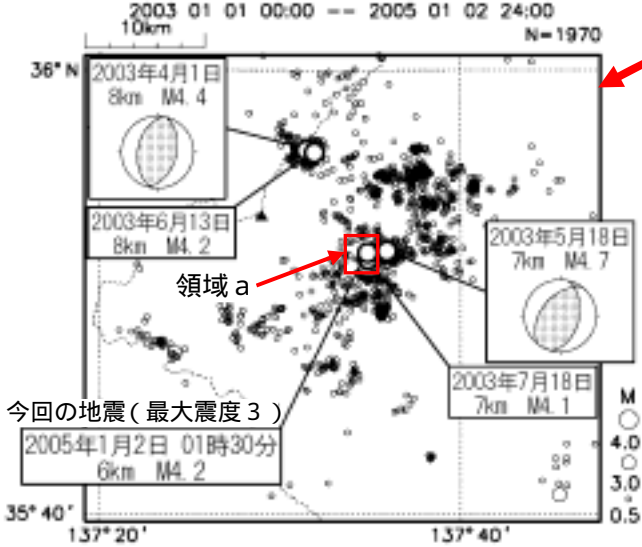 2003 01 01 00:00 -- 2005 01 02 24:00
10km
N=1970
36° N
2003年4月1日
8km M4.4
2003年6月13日
8km M4.2
2003年5月18日
7km M4.7
領域a
2003年7月18日
7km M4.1
今回の地震(最大震度3)
2005年1月2日 01時30分
6km M4.2
M
4.0
3.0
0.5
35° 40'
137° 20'
137° 40'